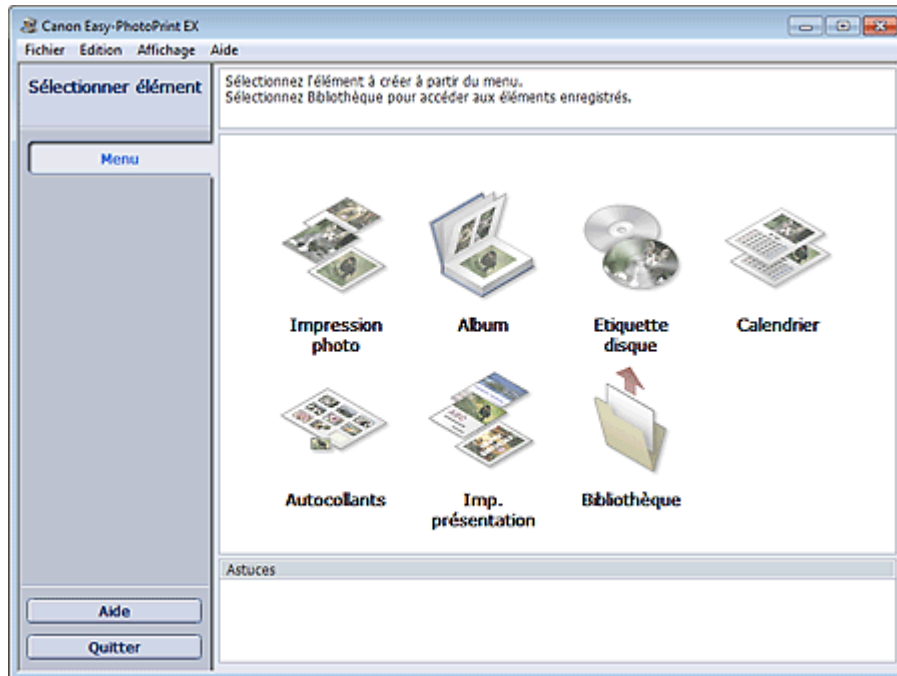 Canon Easy-PhotoPrint EX
Fichier Edition Affichage Aide
Sélectionner élément
Sélectionnez l'élément à créer à partir du menu.
Sélectionnez Bibliothèque pour accéder aux éléments enregistrés.
Menu
Impression
photo
Album
Etiquette
disque
Calendrier
Autocollants
Imp.
présentation
Bibliothèque
Astuces
Aide
Quitter